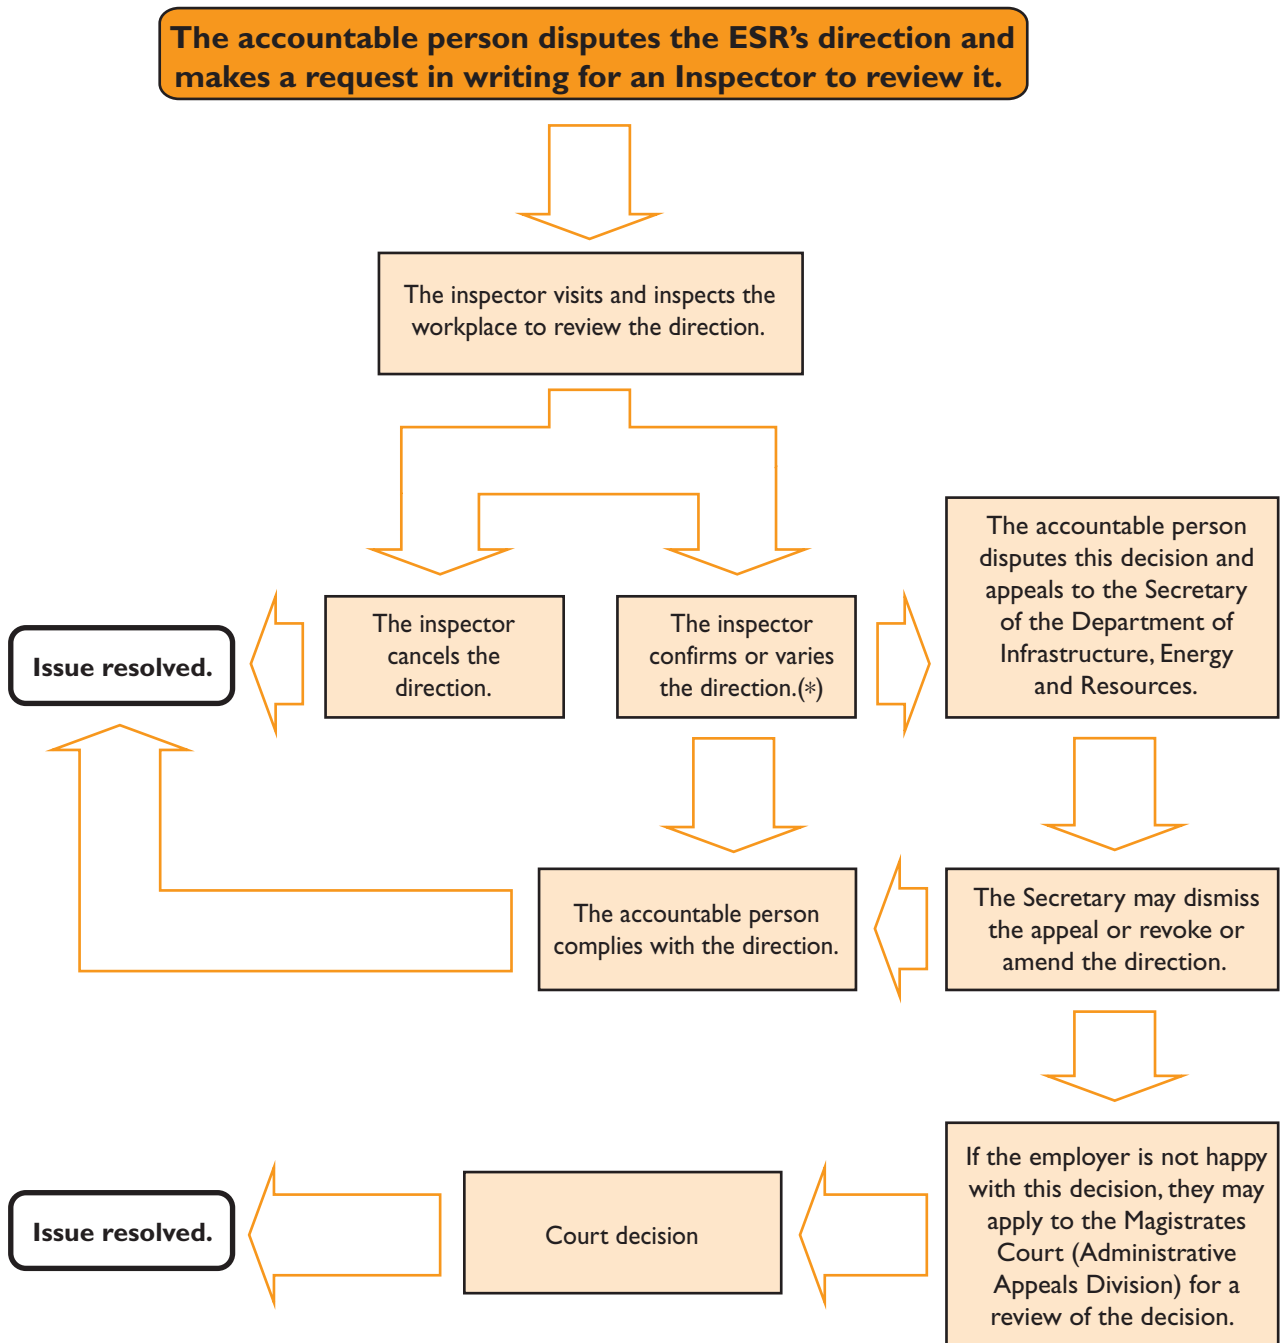 The accountable person disputes the ESR’s direction and
makes a request in writing for an Inspector to review it.
The inspector visits and inspects the
workplace to review the direction.
The accountable person
disputes this decision and
appeals to the Secretary
of the Department of
Infrastructure, Energy
and Resources.
Issue resolved.
The inspector
cancels the
direction.
The inspector
confirms or varies
the direction.(*)
The accountable person
complies with the direction.
The Secretary may dismiss
the appeal or revoke or
amend the direction.
If the employer is not happy
with this decision, they may
apply to the Magistrates
Court (Administrative
Appeals Division) for a
review of the decision.
Court decision
Issue resolved.